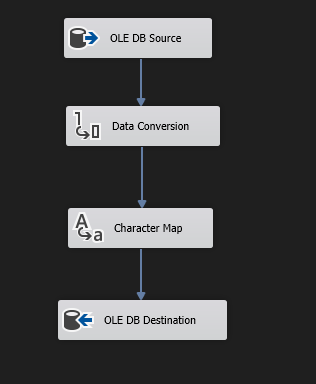 OLE DB Source
Data Conversion
Character Map
OLE DB Destination